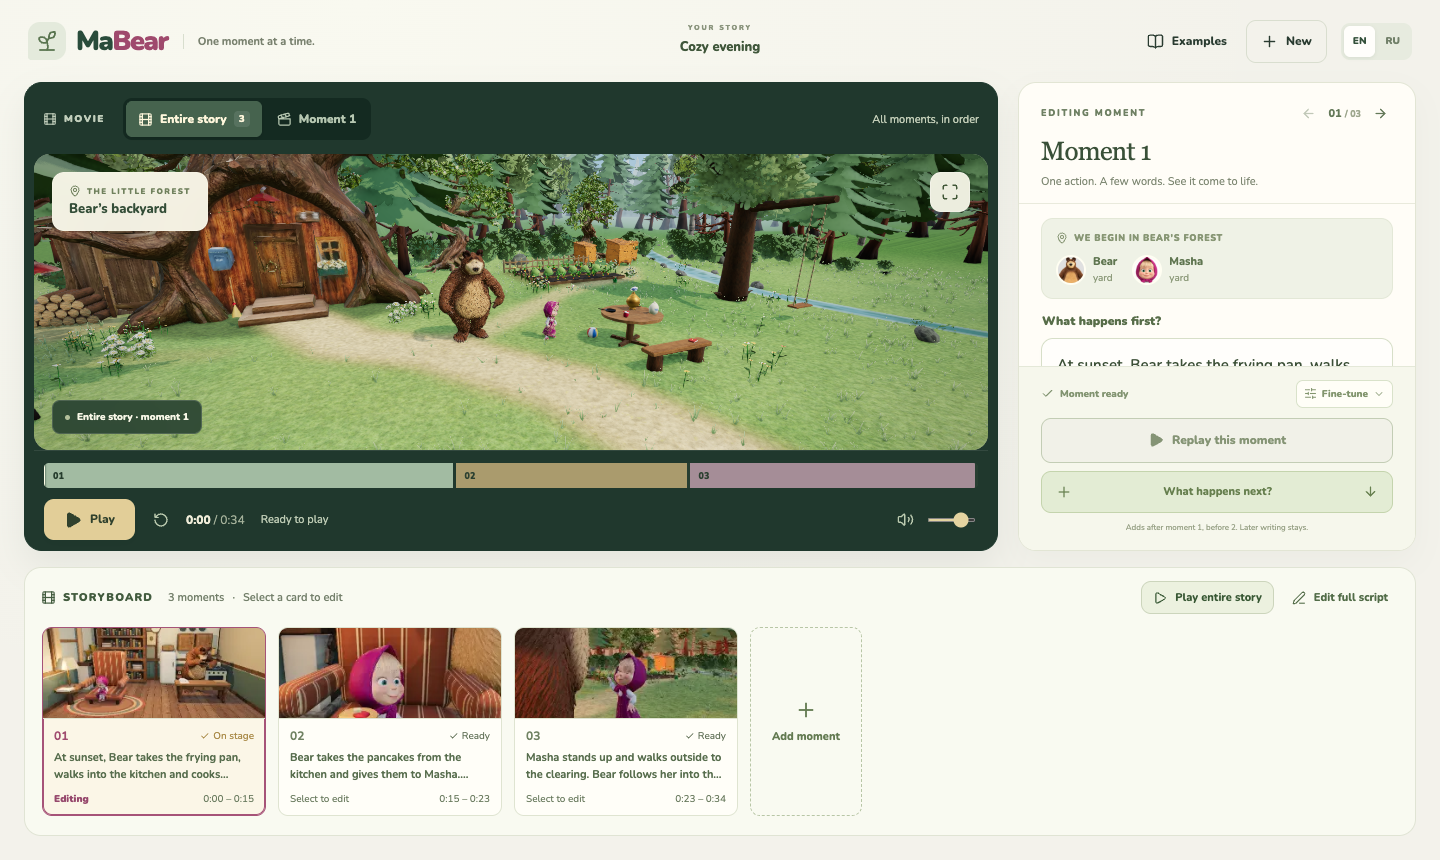 MaBear
One moment at a time.
YOUR STORY
Cozy evening
Examples
New
EN
RU
MOVIE
Entire story 3
Moment 1
All moments, in order
THE LITTLE FOREST
Bear's backyard
Entire story · moment 1
01
02
03
Play
0:00 / 0:34
Ready to play
EDITING MOMENT
01 / 03
Moment 1
One action. A few words. See it come to life.
WE BEGIN IN BEAR'S FOREST
Bear
yard
Masha
yard
What happens first?
At sunset, Bear takes the frying pan, walks
Moment ready
Fine-tune
Replay this moment
What happens next?
Adds after moment 1, before 2. Later writing stays.
STORYBOARD
3 moments · Select a card to edit
Play entire story
Edit full script
01
On stage
At sunset, Bear takes the frying pan,
walks into the kitchen and cooks...
Editing
0:00 – 0:15
02
Ready
Bear takes the pancakes from the
kitchen and gives them to Masha....
Select to edit
0:15 – 0:23
03
Ready
Masha stands up and walks outside to
the clearing. Bear follows her into th...
Select to edit
0:23 – 0:34
Add moment